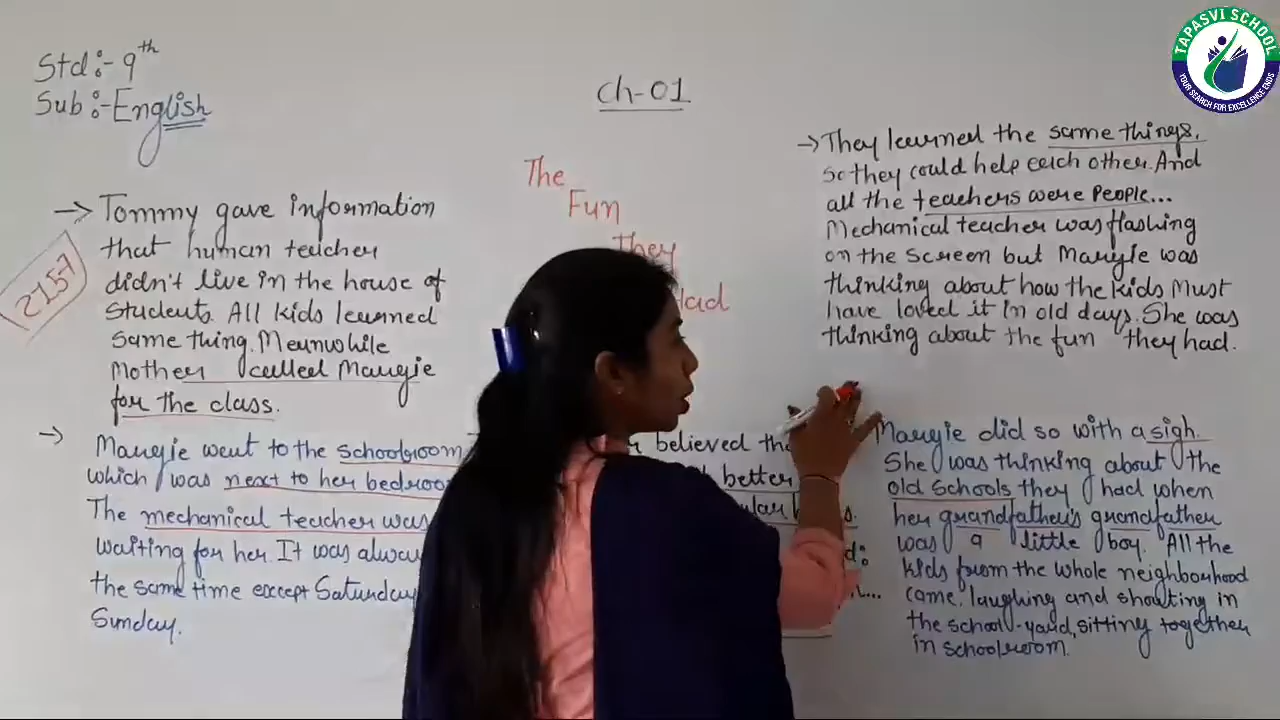 Std :- 9th
Sub :- English
Ch-01
The
Fun
They
Had
2157
→ Tommy gave information
that human teacher
didn't live in the house of
students. All kids learned
same thing. Meanwhile
Mother called Margie
for the class.
→ Margie went to the schoolroom
which was next to her bedroom
The mechanical teacher was
waiting for her. It was always
the same time except Saturday
Sunday.
believed tha
better
→ They learned the same things,
so they could help each other. And
all the teachers were people...
Mechanical teacher was flashing
on the screen but Margie was
thinking about how the kids must
have loved it in old days. She was
thinking about the fun they had.
Margie did so with a sigh.
She was thinking about the
old schools they had when
her grandfather's grandfather
was a little boy. All the
kids from the whole neighbourhood
came, laughing and shouting in
the school-yard, sitting together
in schoolroom.
TAPASVI SCHOOL
YOUR SEARCH FOR EXCELLENCE ENDS